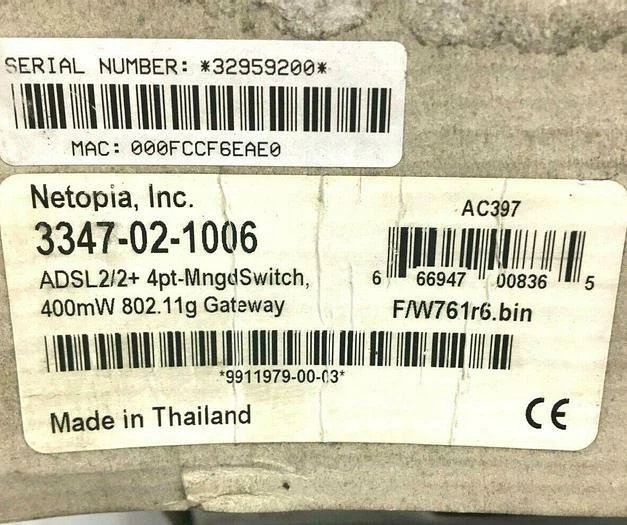 SERIAL NUMBER: *32959200*
MAC: 000FCCF6EAE0
Netopia, Inc.
3347-02-1006
ADSL2/2+ 4pt-MngdSwitch,
400mW 802.11g Gateway
*9911979-00-03*
Made in Thailand
AC397
6 66947 00836 5
F/W761r6.bin
CE